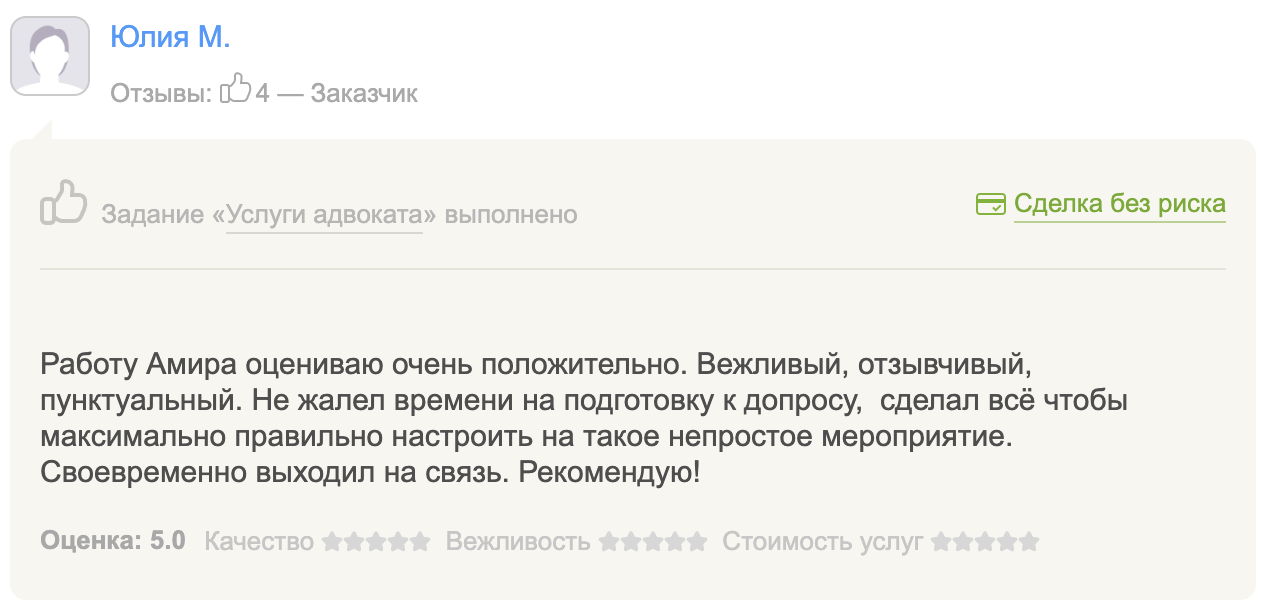 Юлия М.
Отзывы: 4 — Заказчик
Задание «Услуги адвоката» выполнено
Сделка без риска
Работу Амира оцениваю очень положительно. Вежливый, отзывчивый,
пунктуальный. Не жалел времени на подготовку к допросу,  сделал всё чтобы
максимально правильно настроить на такое непростое мероприятие.
Своевременно выходил на связь. Рекомендую!
Оценка: 5.0 Качество Вежливость Стоимость услуг